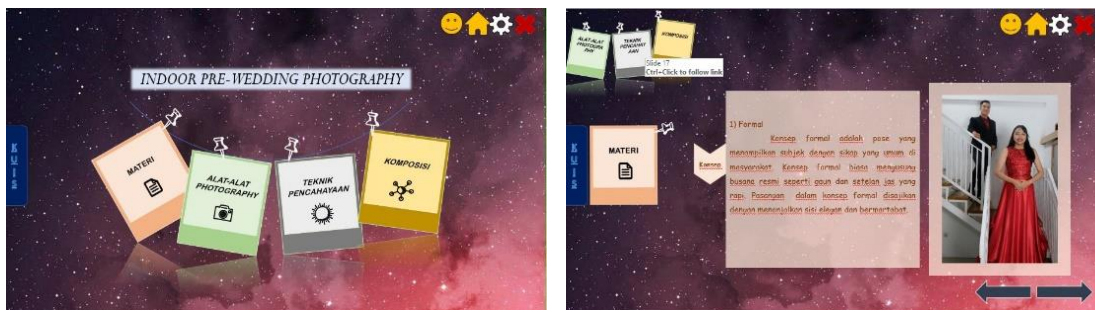 INDOOR PRE-WEDDING PHOTOGRAPHY
KUIS
MATERI
ALAT-ALAT
PHOTOGRAPHY
TEKNIK
PENCAHAYAAN
KOMPOSISI
ALAT-ALAT
PHOTOGRA
PHY
TEKNIK
PENCAHAY
AAN
KOMPOSISI
Slide 17
Ctrl+Click to follow link
KUIS
MATERI
Konsep
1) Formal
Konsep formal adalah pose yang
menampilkan subjek dengan sikap yang umum di
masyarakat. Konsep formal biasa mengusung
busana resmi seperti gaun dan setelan jas yang
rapi. Pasangan dalam konsep formal disajikan
dengan menonjolkan sisi elegan dan bermartabat.